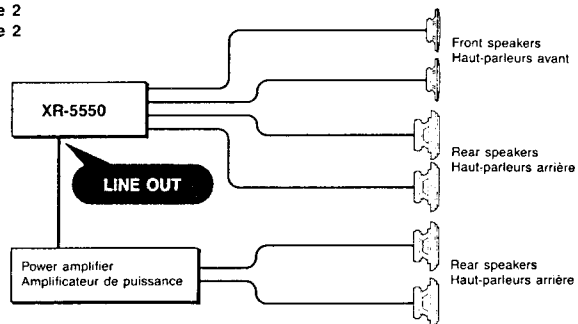 e 2
e 2
Front speakers
Haut-parleurs avant
XR-5550
Rear speakers
Haut-parleurs arrière
LINE OUT
Power amplifier
Amplificateur de puissance
Rear speakers
Haut-parleurs arrière